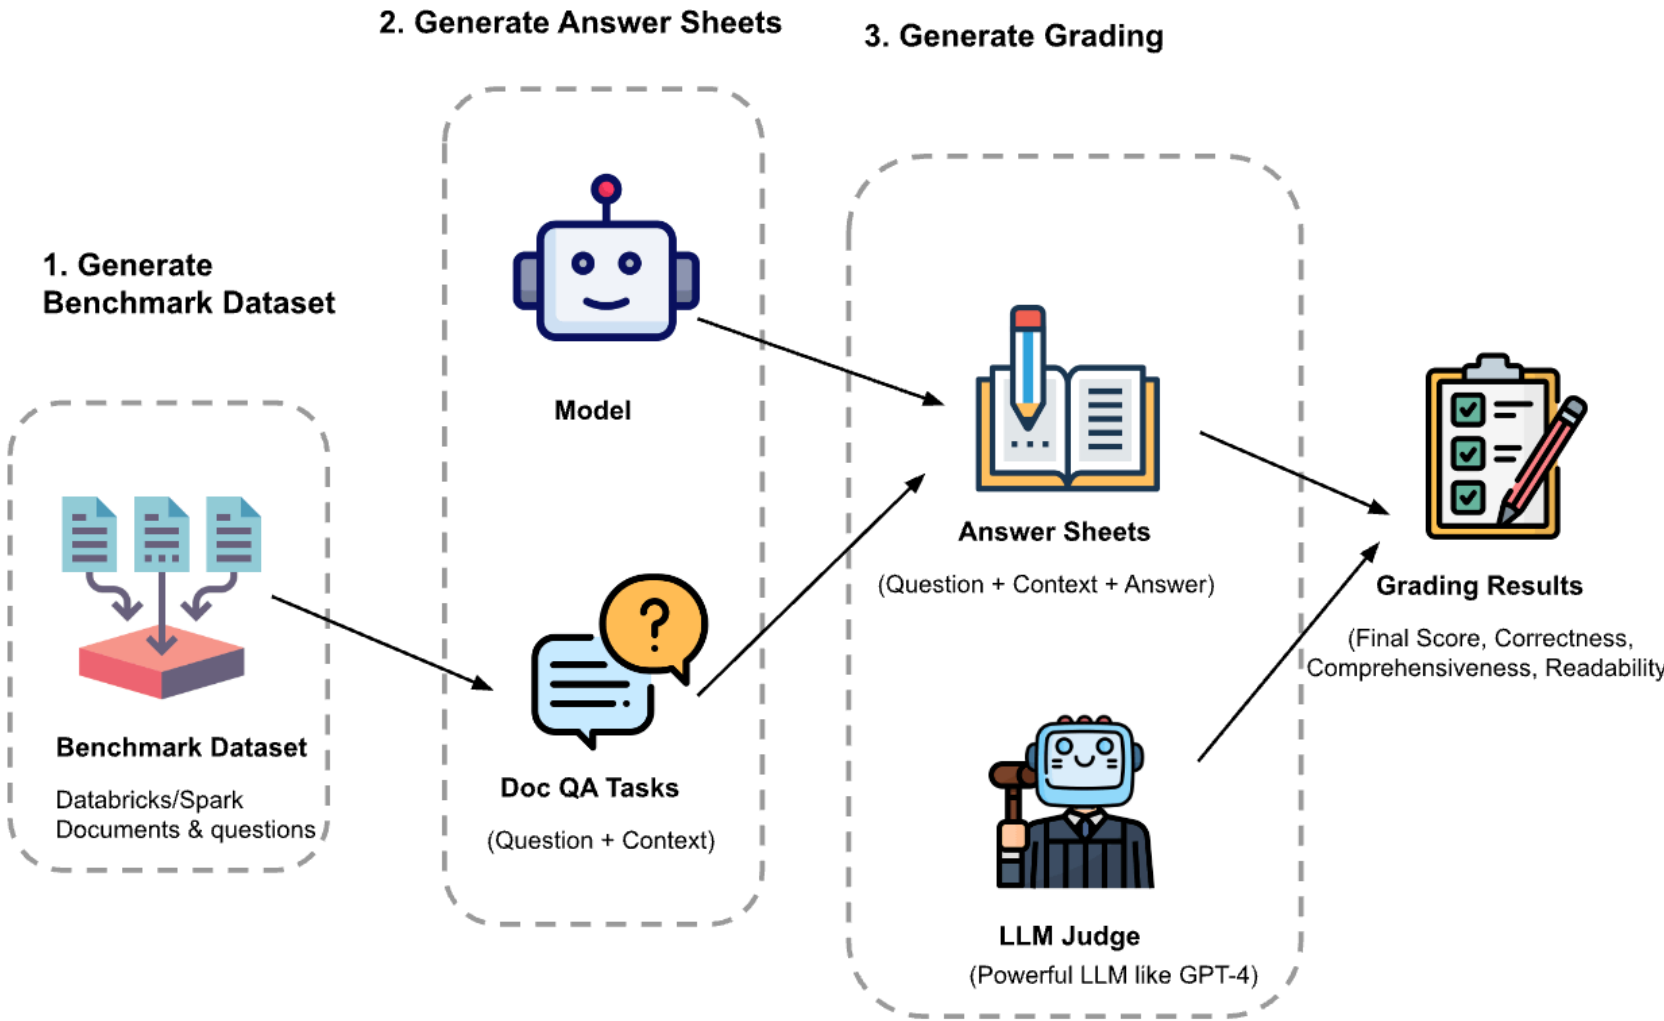 2. Generate Answer Sheets
3. Generate Grading
1. Generate
Benchmark Dataset
Model
Benchmark Dataset
Databricks/Spark
Documents & questions
Doc QA Tasks
(Question + Context)
Answer Sheets
(Question + Context + Answer)
LLM Judge
(Powerful LLM like GPT-4)
Grading Results
(Final Score, Correctness,
Comprehensiveness, Readability